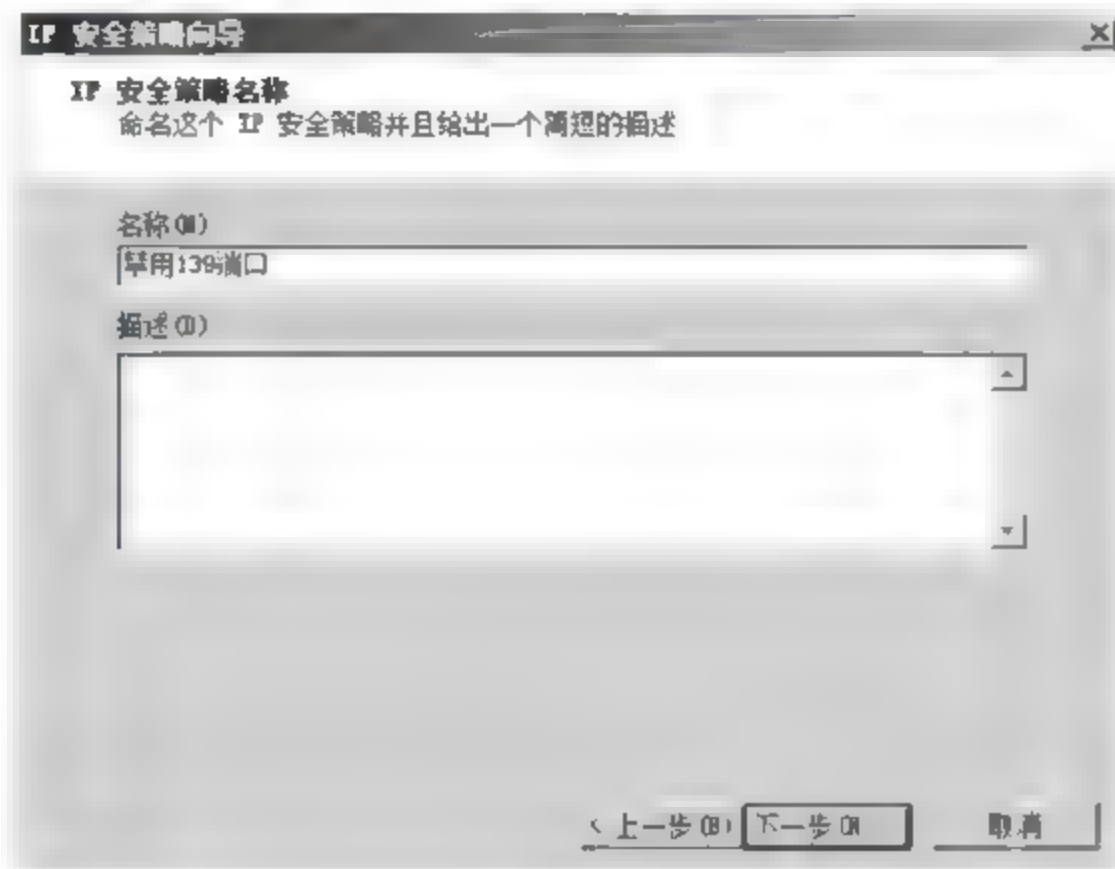 IP 安全策略向导
IP 安全策略名称
命名这个 IP 安全策略并且给出一个简短的描述
名称(N)
禁用139端口
描述(D)
< 上一步(B) 下一步(N) 取消